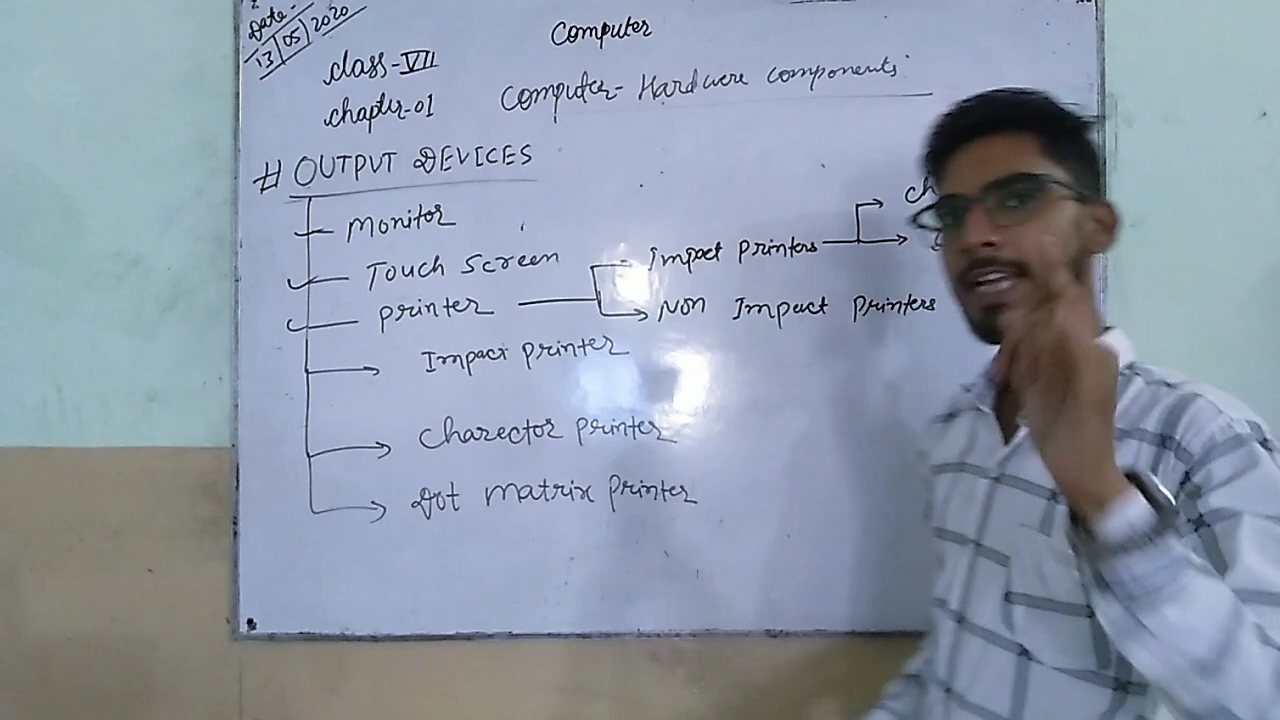 Date-
13/05/2020
Computer
class-VII
chapter-01
Computer- Hardwere components
# OUTPUT DEVICES
Monitor
Touch Screen
printer
Impact printers
Non Impact printers
Impact printer
Charector printer
Dot Matrix printer